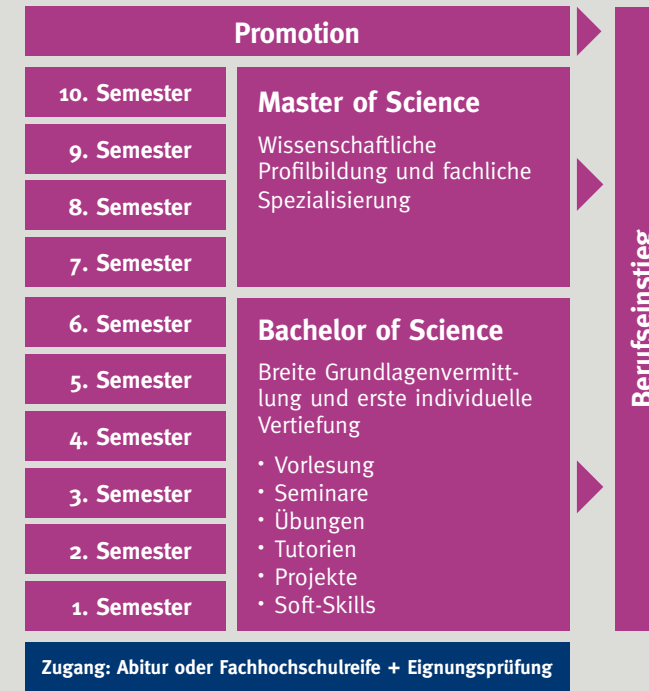 Promotion
10. Semester
9. Semester
8. Semester
7. Semester
Master of Science
Wissenschaftliche
Profilbildung und fachliche
Spezialisierung
6. Semester
5. Semester
4. Semester
3. Semester
2. Semester
1. Semester
Bachelor of Science
Breite Grundlagenvermitt-
lung und erste individuelle
Vertiefung
· Vorlesung
· Seminare
· Übungen
· Tutorien
· Projekte
· Soft-Skills
Berufseinstieg
Zugang: Abitur oder Fachhochschulreife + Eignungsprüfung